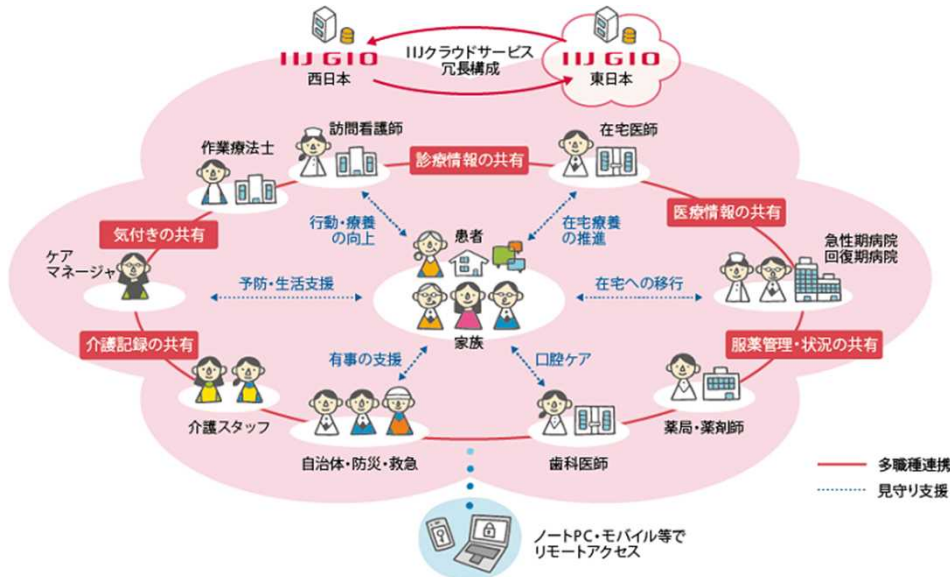 IIJ GIO
西日本
IIJクラウドサービス
冗長構成
IIJ GIO
東日本
訪問看護師
作業療法士
在宅医師
診療情報の共有
気付きの共有
医療情報の共有
行動・療養
の向上
患者
在宅療養
の推進
ケア
マネージャ
予防・生活支援
在宅への移行
急性期病院
回復期病院
家族
介護記録の共有
有事の支援
口腔ケア
服薬管理・状況の共有
介護スタッフ
自治体・防災・救急
歯科医師
薬局・薬剤師
多職種連携
見守り支援
ノートPC・モバイル等で
リモートアクセス